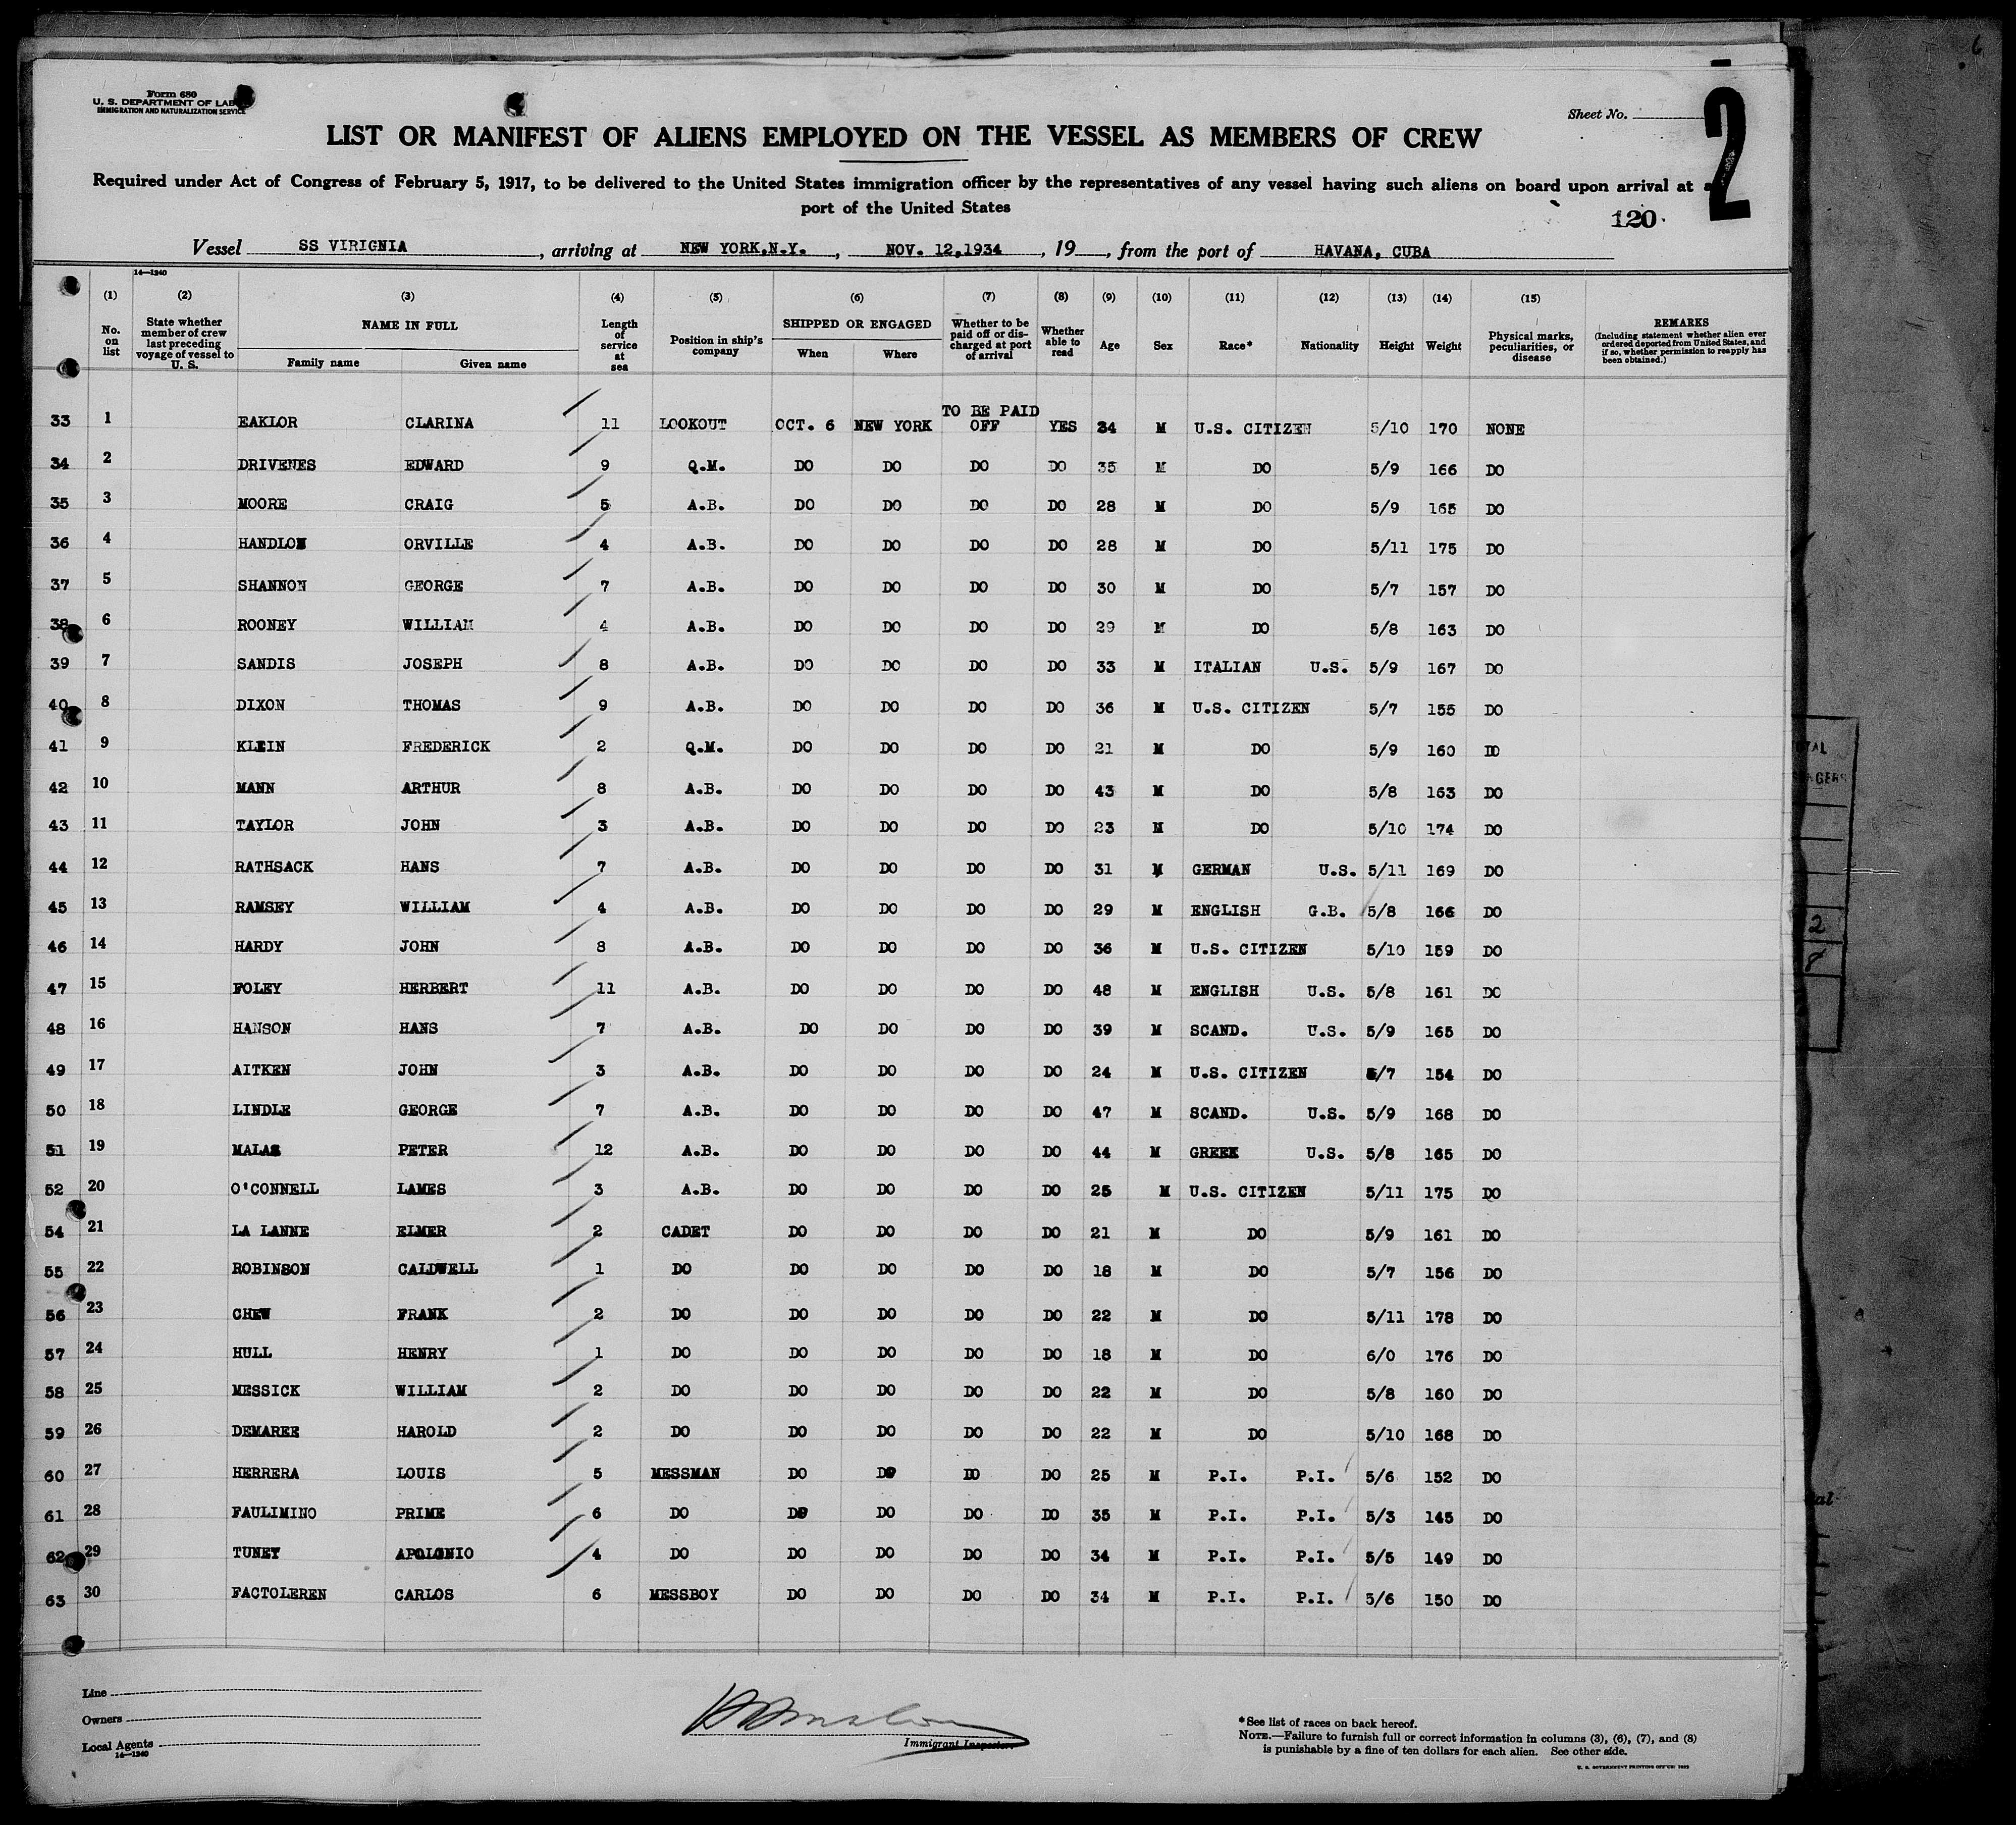 Form 680
U. S. DEPARTMENT OF LAB
IMMIGRATION AND NATURALIZATION SERVICE
Sheet No.
2
LIST OR MANIFEST OF ALIENS EMPLOYED ON THE VESSEL AS MEMBERS OF CREW
Required under Act of Congress of February 5, 1917, to be delivered to the United States immigration officer by the representatives of any vessel having such aliens on board upon arrival at a
port of the United States
120
Vessel SS VIRIGNIA, arriving at NEW YORK,N.Y., NOV. 12,1934, 19, from the port of HAVANA, CUBA
14—1240
(1) (2) (3) (4) (5) (6) (7) (8) (9) (10) (11) (12) (13) (14) (15)
No. on list State whether member of crew last preceding voyage of vessel to U. S. NAME IN FULL Family name Given name Length of service at sea Position in ship's company SHIPPED OR ENGAGED When Where Whether to be paid off or discharged at port of arrival Whether able to read Age Sex Race* Nationality Height Weight Physical marks, peculiarities, or disease REMARKS (Including statement whether alien ever ordered deported from United States, and if so, whether permission to reapply has been obtained.)
33 1 EAKLOR CLARINA 11 LOOKOUT OCT. 6 NEW YORK TO BE PAID OFF YES 34 M U.S. CITIZEN 5/10 170 NONE
34 2 DRIVENES EDWARD 9 Q.M. DO DO DO DO 35 M DO 5/9 166 DO
35 3 MOORE CRAIG 5 A.B. DO DO DO DO 28 M DO 5/9 165 DO
36 4 HANDLON ORVILLE 4 A.B. DO DO DO DO 28 M DO 5/11 175 DO
37 5 SHANNON GEORGE 7 A.B. DO DO DO DO 30 M DO 5/7 157 DO
38 6 ROONEY WILLIAM 4 A.B. DO DO DO DO 29 M DO 5/8 163 DO
39 7 SANDIS JOSEPH 8 A.B. DO DO DO DO 33 M ITALIAN U.S. 5/9 167 DO
40 8 DIXON THOMAS 9 A.B. DO DO DO DO 36 M U.S. CITIZEN 5/7 155 DO
41 9 KLEIN FREDERICK 2 Q.M. DO DO DO DO 21 M DO 5/9 160 DO
42 10 MANN ARTHUR 8 A.B. DO DO DO DO 43 M DO 5/8 163 DO
43 11 TAYLOR JOHN 3 A.B. DO DO DO DO 23 M DO 5/10 174 DO
44 12 RATHSACK HANS 7 A.B. DO DO DO DO 31 M GERMAN U.S. 5/11 169 DO
45 13 RAMSEY WILLIAM 4 A.B. DO DO DO DO 29 M ENGLISH G.B. 5/8 166 DO
46 14 HARDY JOHN 8 A.B. DO DO DO DO 36 M U.S. CITIZEN 5/10 159 DO
47 15 FOLEY HERBERT 11 A.B. DO DO DO DO 48 M ENGLISH U.S. 5/8 161 DO
48 16 HANSON HANS 7 A.B. DO DO DO DO 39 M SCAND. U.S. 5/9 165 DO
49 17 AITKEN JOHN 3 A.B. DO DO DO DO 24 M U.S. CITIZEN 5/7 154 DO
50 18 LINDLE GEORGE 7 A.B. DO DO DO DO 47 M SCAND. U.S. 5/9 168 DO
51 19 MALAS PETER 12 A.B. DO DO DO DO 44 M GREEK U.S. 5/8 165 DO
52 20 O'CONNELL LAMES 3 A.B. DO DO DO DO 25 M U.S. CITIZEN 5/11 175 DO
54 21 LA LANNE ELMER 2 CADET DO DO DO DO 21 M DO 5/9 161 DO
55 22 ROBINSON CALDWELL 1 DO DO DO DO DO 18 M DO 5/7 156 DO
56 23 CHEW FRANK 2 DO DO DO DO DO 22 M DO 5/11 178 DO
57 24 HULL HENRY 1 DO DO DO DO DO 18 M DO 6/0 176 DO
58 25 MESSICK WILLIAM 2 DO DO DO DO DO 22 M DO 5/8 160 DO
59 26 DEMAREE HAROLD 2 DO DO DO DO DO 22 M DO 5/10 168 DO
60 27 HERRERA LOUIS 5 MESSMAN DO DO DO DO 25 M P.I. P.I. 5/6 152 DO
61 28 FAULIMINO PRIME 6 DO DO DO DO DO 35 M P.I. P.I. 5/3 145 DO
62 29 TUNEY APOLONIO 4 DO DO DO DO DO 34 M P.I. P.I. 5/5 149 DO
63 30 FACTOLEREN CARLOS 6 MESSBOY DO DO DO DO 34 M P.I. P.I. 5/6 150 DO
Line
Owners
Local Agents
14—1240
Immigrant Inspector.
*See list of races on back hereof.
NOTE.—Failure to furnish full or correct information in columns (3), (6), (7), and (8)
is punishable by a fine of ten dollars for each alien. See other side.
U. S. GOVERNMENT PRINTING OFFICE: 1933